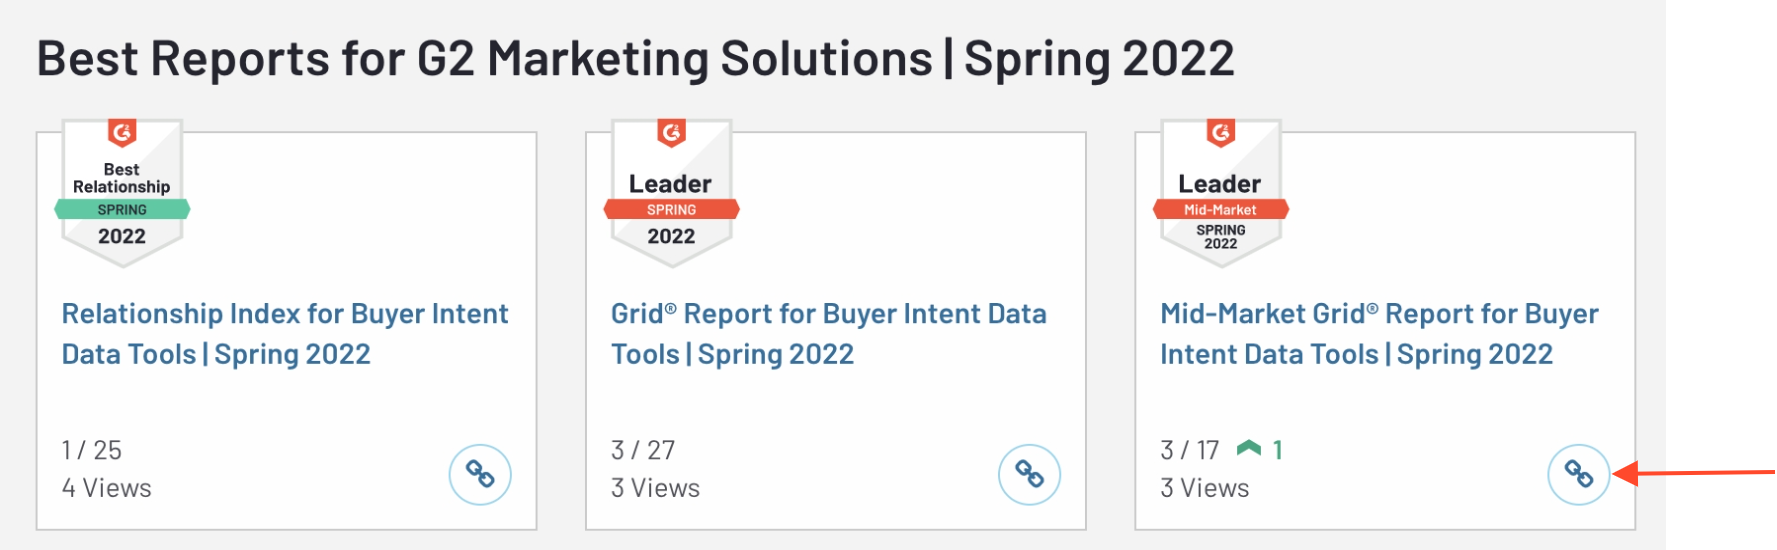 Best Reports for G2 Marketing Solutions | Spring 2022
Best
Relationship
SPRING
2022
Relationship Index for Buyer Intent
Data Tools | Spring 2022
1 / 25
4 Views
Leader
SPRING
2022
Grid® Report for Buyer Intent Data
Tools | Spring 2022
3 / 27
3 Views
Leader
Mid-Market
SPRING
2022
Mid-Market Grid® Report for Buyer
Intent Data Tools | Spring 2022
3 / 17 1
3 Views